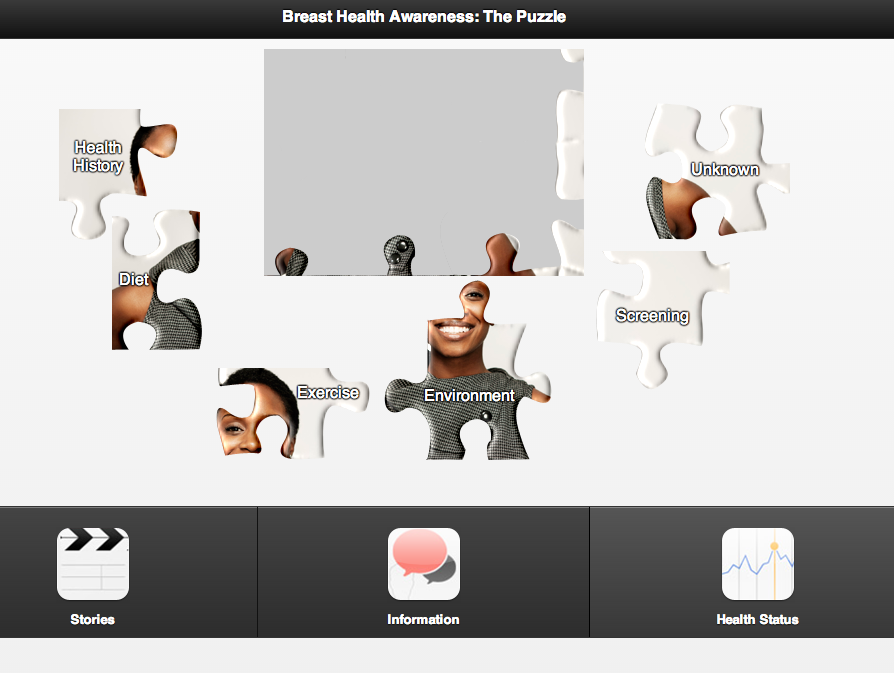 Breast Health Awareness: The Puzzle
Health
History
Unknown
Diet
Screening
Exercise
Environment
Stories
Information
Health Status